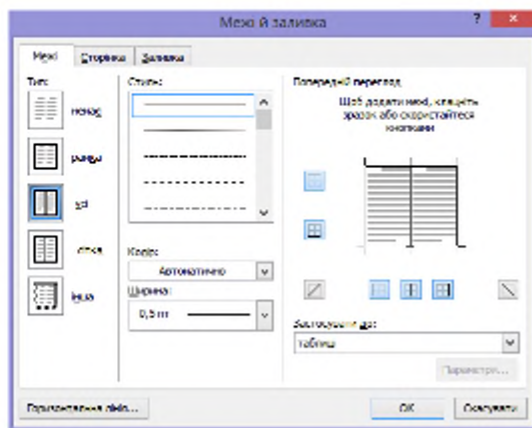 Межі й заливка
? ×
Межі Сторінка Заливка
Тип:
немає
рамка
усі
сітка
інша
Стиль:
Колір:
Автоматично
Ширина:
0,5 пт
Попередній перегляд
Щоб додати межі, клацніть
зразок або скористайтеся
кнопками
Застосувати до:
таблиці
Параметри...
Горизонтальна лінія...
ОК
Скасувати